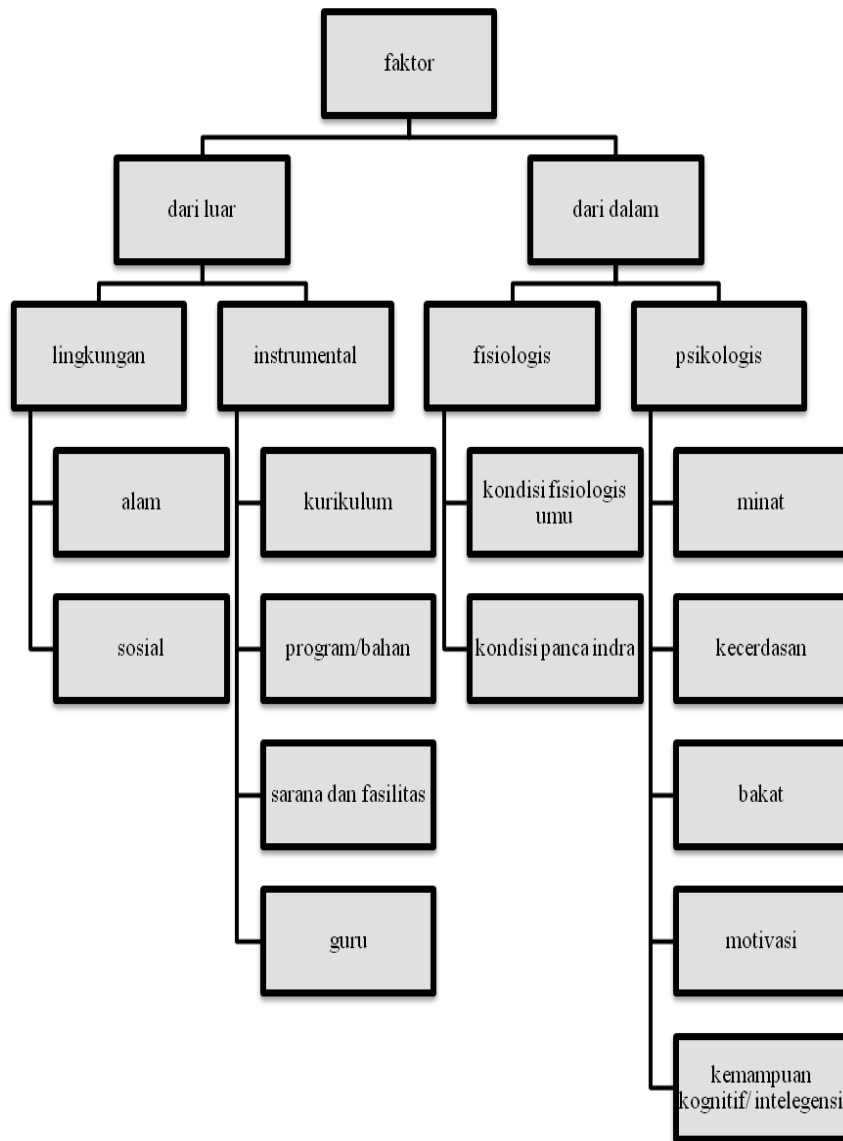 faktor
dari luar
dari dalam
lingkungan
instrumental
fisiologis
psikologis
alam
kurikulum
kondisi fisiologis
umu
minat
sosial
program/bahan
kondisi panca indra
kecerdasan
sarana dan fasilitas
bakat
guru
motivasi
kemampuan
kognitif/ intelegensi